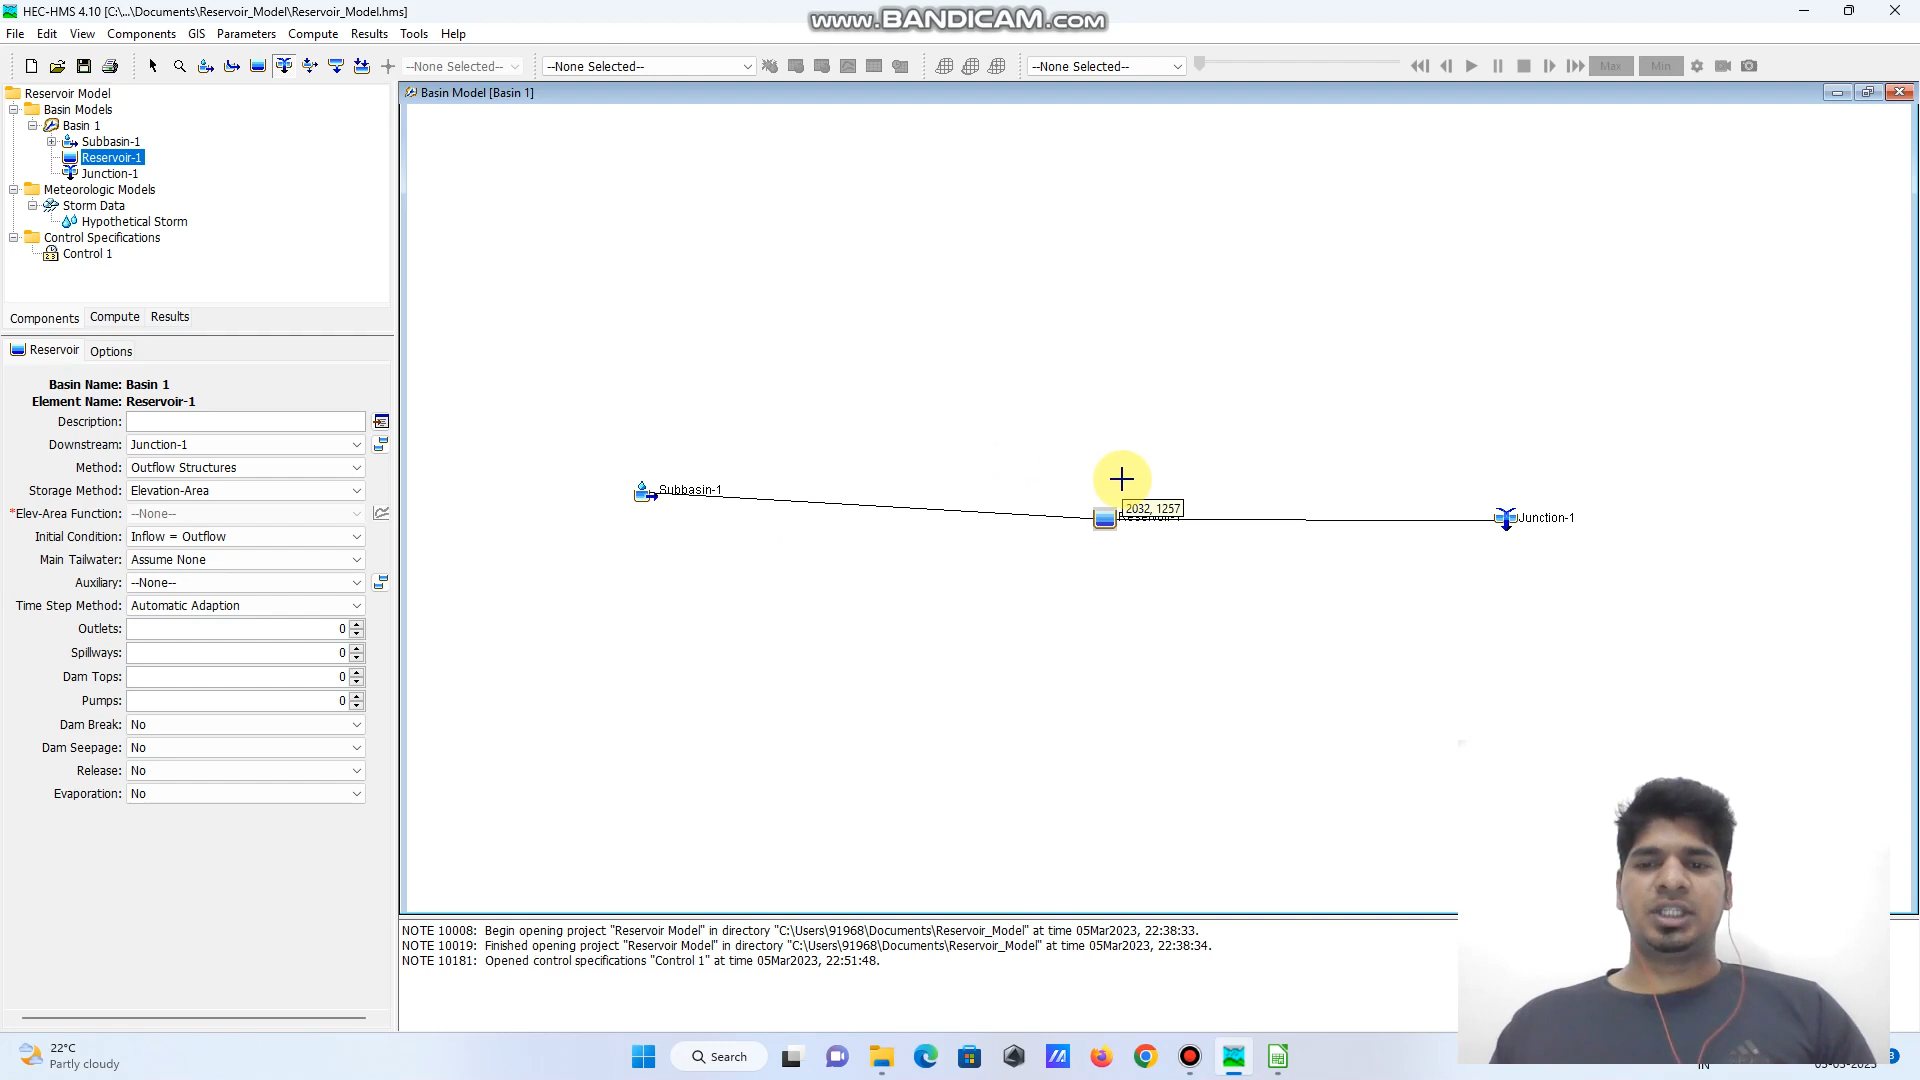 HEC-HMS 4.10 [C:\...\Documents\Reservoir_Model\Reservoir_Model.hms]
www.BANDICAM.com
File Edit View Components GIS Parameters Compute Results Tools Help
--None Selected-- --None Selected-- --None Selected-- Max Min
Reservoir Model
Basin Models
Basin 1
Subbasin-1
Reservoir-1
Junction-1
Meteorologic Models
Storm Data
Hypothetical Storm
Control Specifications
Control 1
Components Compute Results
Reservoir Options
Basin Name: Basin 1
Element Name: Reservoir-1
Description:
Downstream: Junction-1
Method: Outflow Structures
Storage Method: Elevation-Area
*Elev-Area Function: --None--
Initial Condition: Inflow = Outflow
Main Tailwater: Assume None
Auxiliary: --None--
Time Step Method: Automatic Adaption
Outlets: 0
Spillways: 0
Dam Tops: 0
Pumps: 0
Dam Break: No
Dam Seepage: No
Release: No
Evaporation: No
Basin Model [Basin 1]
Subbasin-1
2032, 1257
Reservoir-1
Junction-1
NOTE 10008: Begin opening project "Reservoir Model" in directory "C:\Users\91968\Documents\Reservoir_Model" at time 05Mar2023, 22:38:33.
NOTE 10019: Finished opening project "Reservoir Model" in directory "C:\Users\91968\Documents\Reservoir_Model" at time 05Mar2023, 22:38:34.
NOTE 10181: Opened control specifications "Control 1" at time 05Mar2023, 22:51:48.
22°C
Partly cloudy
Search
IN